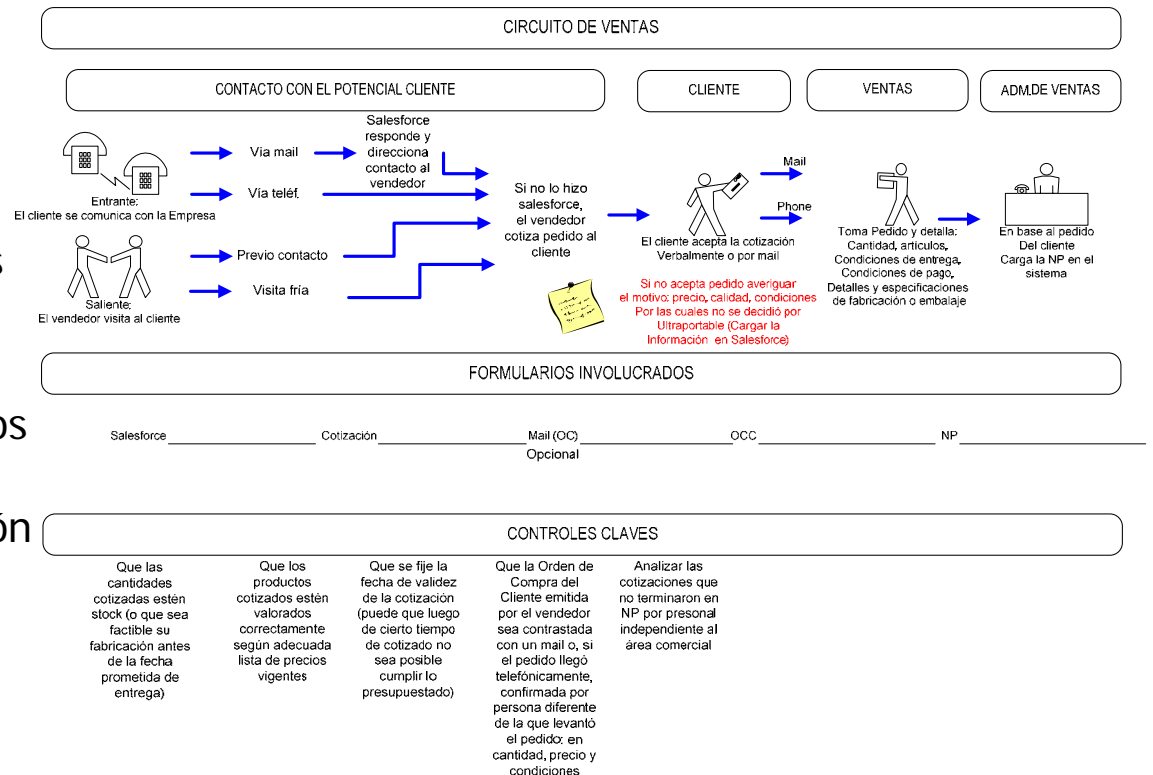 CIRCUITO DE VENTAS
CONTACTO CON EL POTENCIAL CLIENTE
CLIENTE
VENTAS
ADM.DE VENTAS
Entrante:
El cliente se comunica con la Empresa
Saliente:
El vendedor visita al cliente
Via mail
Vía teléf.
Previo contacto
Visita fría
Salesforce
responde y
direcciona
contacto al
vendedor
Si no lo hizo
salesforce,
el vendedor
cotiza pedido al
cliente
El cliente acepta la cotización
Verbalmente o por mail
Mail
Phone
Si no acepta pedido averiguar
el motivo: precio, calidad, condiciones
Por las cuales no se decidió por
Ultraportable (Cargar la
Información en Salesforce)
Toma Pedido y detalla:
Cantidad, artículos,
Condiciones de entrega,
Condiciones de pago,
Detalles y especificaciones
de fabricación o embalaje
En base al pedido
Del cliente
Carga la NP en el
sistema
s
FORMULARIOS INVOLUCRADOS
os
Salesforce
Cotización
Mail (OC)
Opcional
OCC
NP
ón
CONTROLES CLAVES
Que las
cantidades
cotizadas estén
stock (o que sea
factible su
fabricación antes
de la fecha
prometida de
entrega)
Que los
productos
cotizados estén
valorados
correctamente
según adecuada
lista de precios
vigentes
Que se fije la
fecha de validez
de la cotización
(puede que luego
de cierto tiempo
de cotizado no
sea posible
cumplir lo
presupuestado)
Que la Orden de
Compra del
Cliente emitida
por el vendedor
sea contrastada
con un mail o, si
el pedido llegó
telefónicamente,
confirmada por
persona diferente
de la que levantó
el pedido: en
cantidad, precio y
condiciones
Analizar las
cotizaciones que
no terminaron en
NP por presonal
independiente al
área comercial